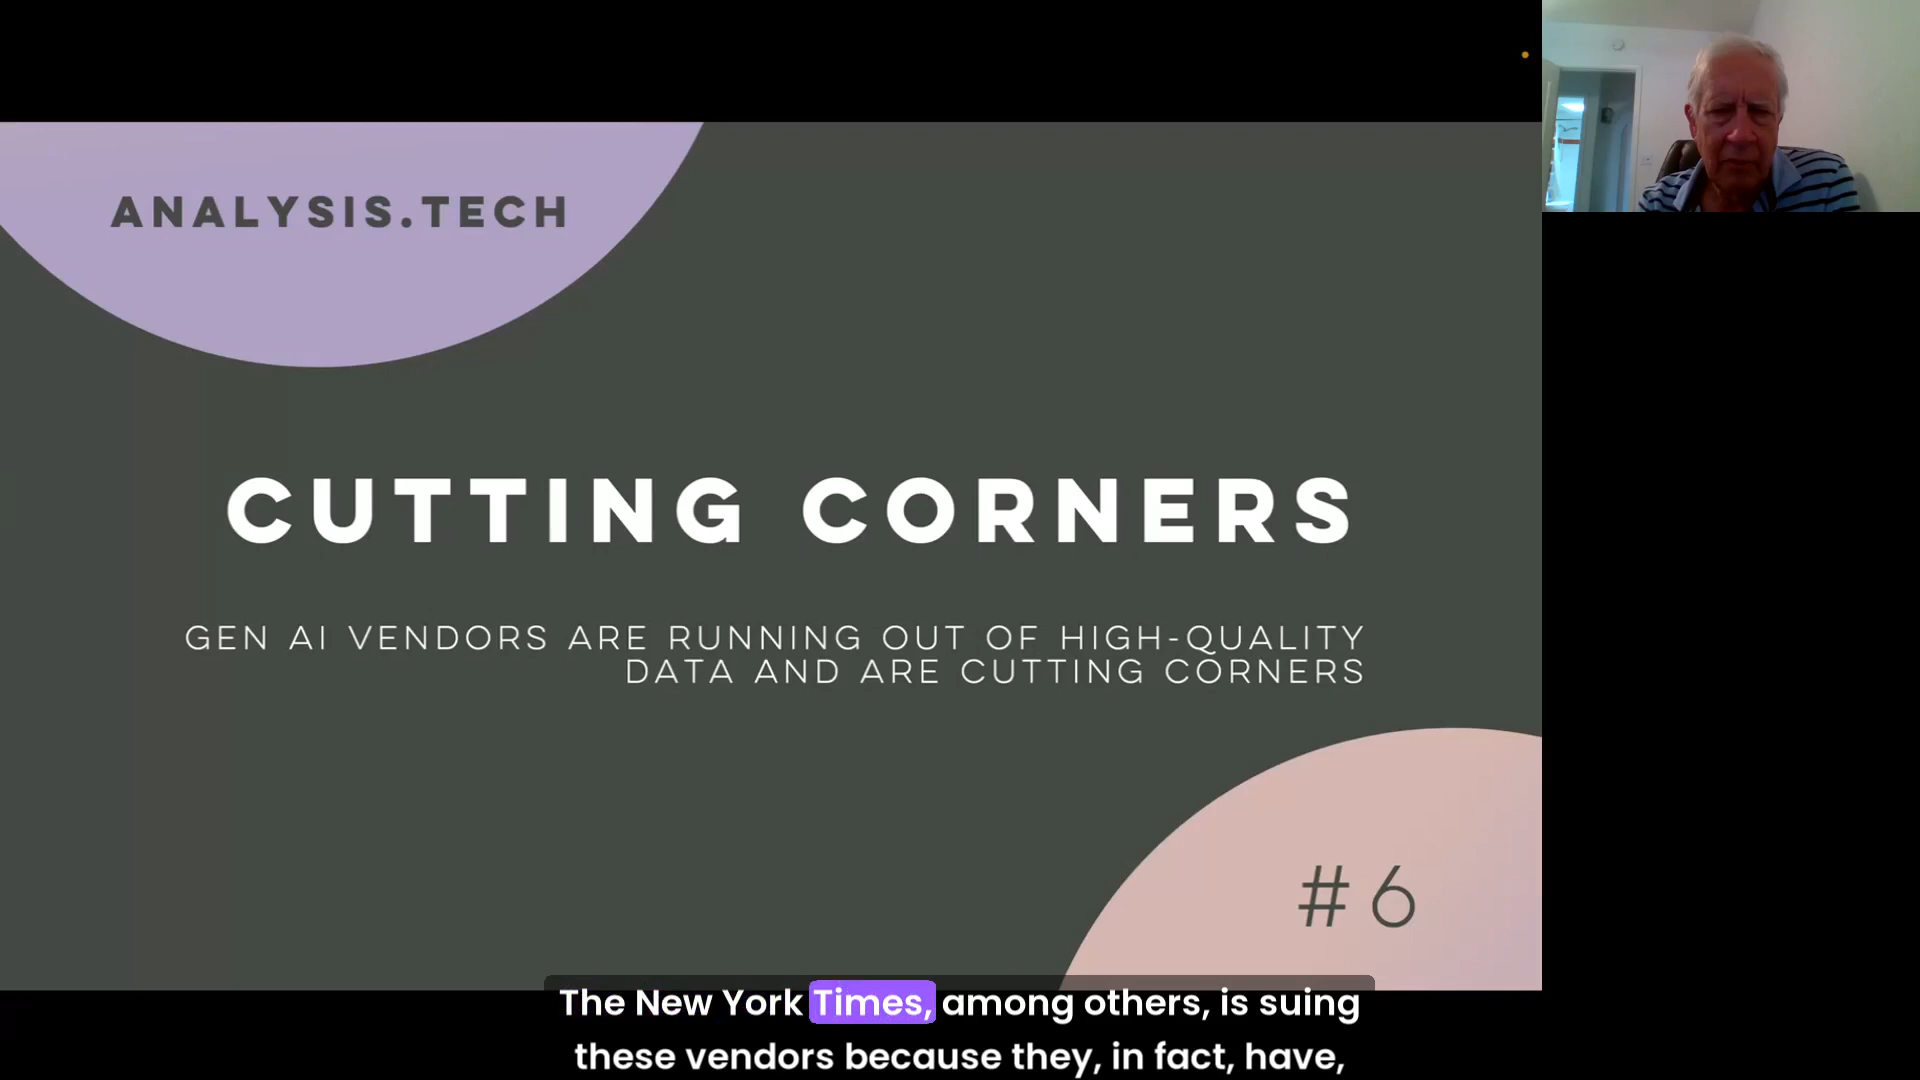 ANALYSIS.TECH
CUTTING CORNERS
GEN AI VENDORS ARE RUNNING OUT OF HIGH-QUALITY
DATA AND ARE CUTTING CORNERS
#6
The New York Times, among others, is suing
these vendors because they, in fact, have,